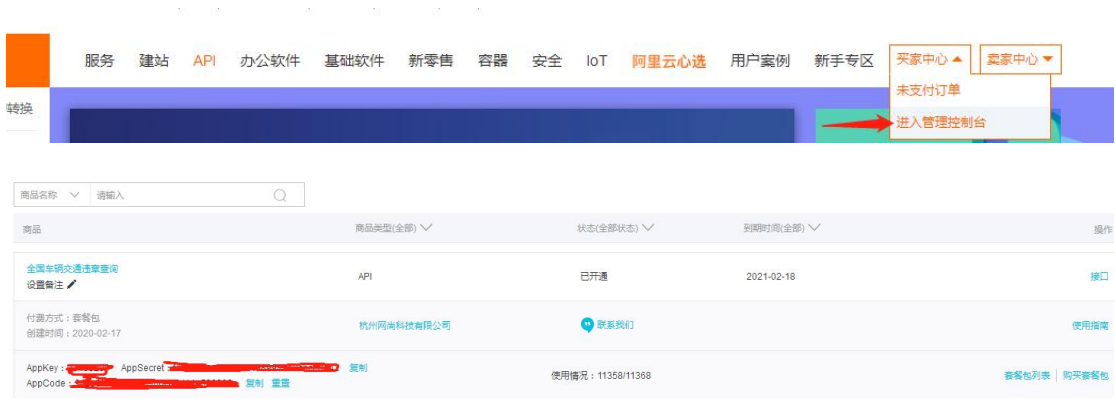 服务 建站 API 办公软件 基础软件 新零售 容器 安全 IoT 阿里云心选 用户案例 新手专区 买家中心 卖家中心
转换
未支付订单
进入管理控制台
商品名称 请输入
商品 商品类型(全部) 状态(全部状态) 到期时间(全部) 操作
全国车辆交通违章查询 API 已开通 2021-02-18 接口
设置备注
付费方式：套餐包 杭州网尚科技有限公司 联系我们 使用指南
创建时间：2020-02-17
AppKey： AppSecret： 复制
AppCode： 复制 重置 使用情况：11358/11368 套餐包列表 购买套餐包